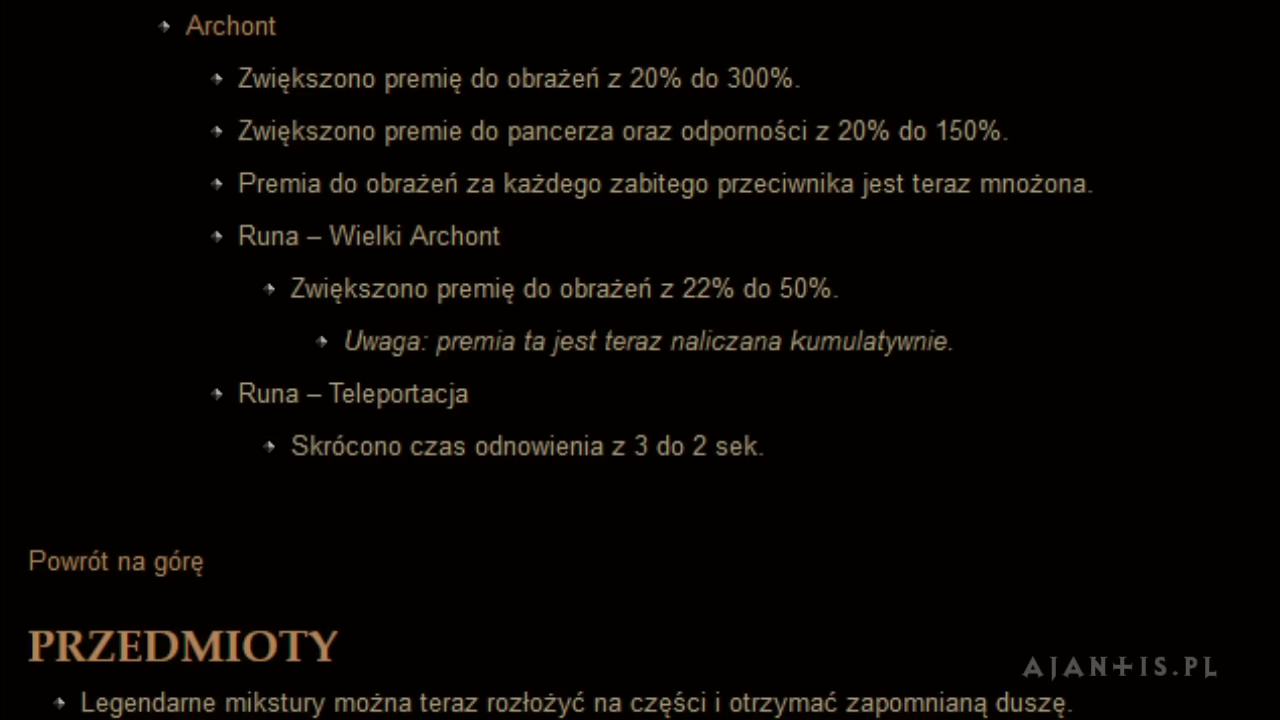 Archont
Zwiększono premię do obrażeń z 20% do 300%.
Zwiększono premie do pancerza oraz odporności z 20% do 150%.
Premia do obrażeń za każdego zabitego przeciwnika jest teraz mnożona.
Runa – Wielki Archont
Zwiększono premię do obrażeń z 22% do 50%.
Uwaga: premia ta jest teraz naliczana kumulatywnie.
Runa – Teleportacja
Skrócono czas odnowienia z 3 do 2 sek.
Powrót na górę
PRZEDMIOTY
AJANTIS.PL
Legendarne mikstury można teraz rozłożyć na części i otrzymać zapomnianą duszę.